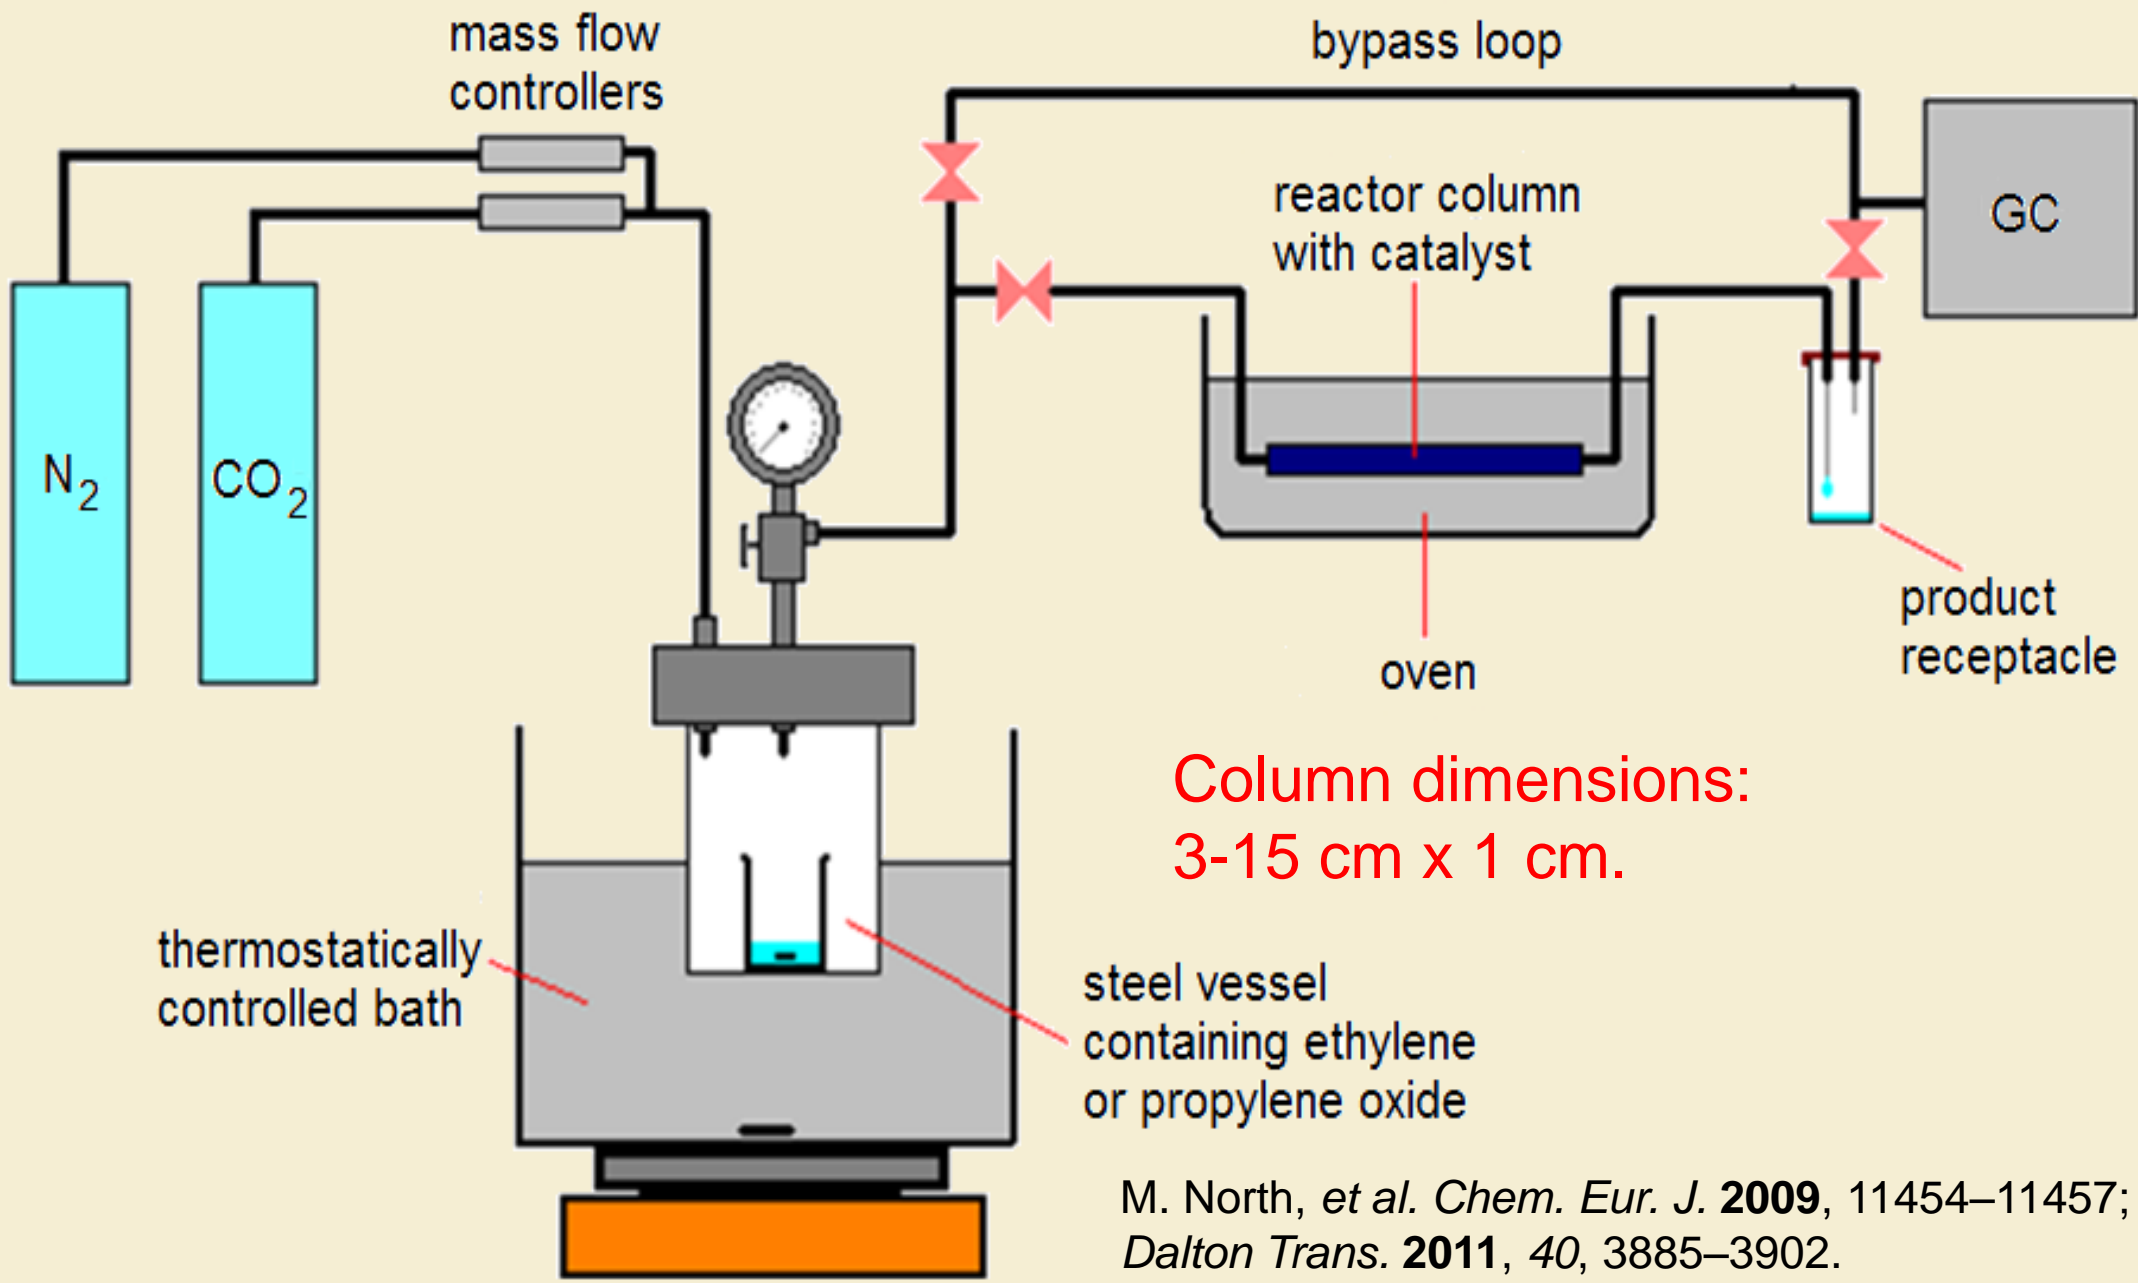 mass flow
controllers
bypass loop
reactor column
with catalyst
GC
N2
CO2
product
receptacle
oven
Column dimensions:
3-15 cm x 1 cm.
thermostatically
controlled bath
steel vessel
containing ethylene
or propylene oxide
M. North, et al. Chem. Eur. J. 2009, 11454–11457;
Dalton Trans. 2011, 40, 3885–3902.